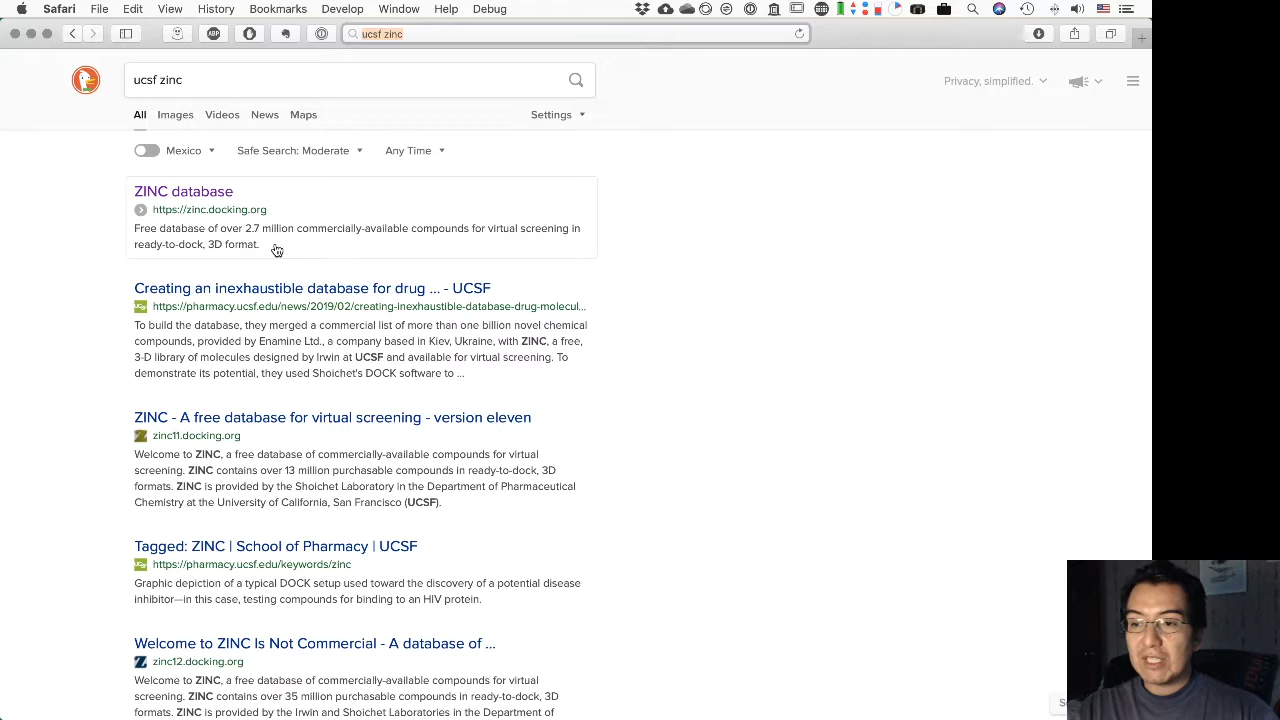 Safari File Edit View History Bookmarks Develop Window Help Debug
ABP
ucsf zinc
ucsf zinc
Privacy, simplified.
All Images Videos News Maps Settings
Mexico Safe Search: Moderate Any Time
ZINC database
https://zinc.docking.org
Free database of over 2.7 million commercially-available compounds for virtual screening in
ready-to-dock, 3D format.
Creating an inexhaustible database for drug ... - UCSF
https://pharmacy.ucsf.edu/news/2019/02/creating-inexhaustible-database-drug-molecul...
To build the database, they merged a commercial list of more than one billion novel chemical
compounds, provided by Enamine Ltd., a company based in Kiev, Ukraine, with ZINC, a free,
3-D library of molecules designed by Irwin at UCSF and available for virtual screening. To
demonstrate its potential, they used Shoichet's DOCK software to ...
ZINC - A free database for virtual screening - version eleven
zinc11.docking.org
Welcome to ZINC, a free database of commercially-available compounds for virtual
screening. ZINC contains over 13 million purchasable compounds in ready-to-dock, 3D
formats. ZINC is provided by the Shoichet Laboratory in the Department of Pharmaceutical
Chemistry at the University of California, San Francisco (UCSF).
Tagged: ZINC | School of Pharmacy | UCSF
https://pharmacy.ucsf.edu/keywords/zinc
Graphic depiction of a typical DOCK setup used toward the discovery of a potential disease
inhibitor—in this case, testing compounds for binding to an HIV protein.
Welcome to ZINC Is Not Commercial - A database of ...
zinc12.docking.org
Welcome to ZINC, a free database of commercially-available compounds for virtual
screening. ZINC contains over 35 million purchasable compounds in ready-to-dock, 3D
formats. ZINC is provided by the Irwin and Shoichet Laboratories in the Department of